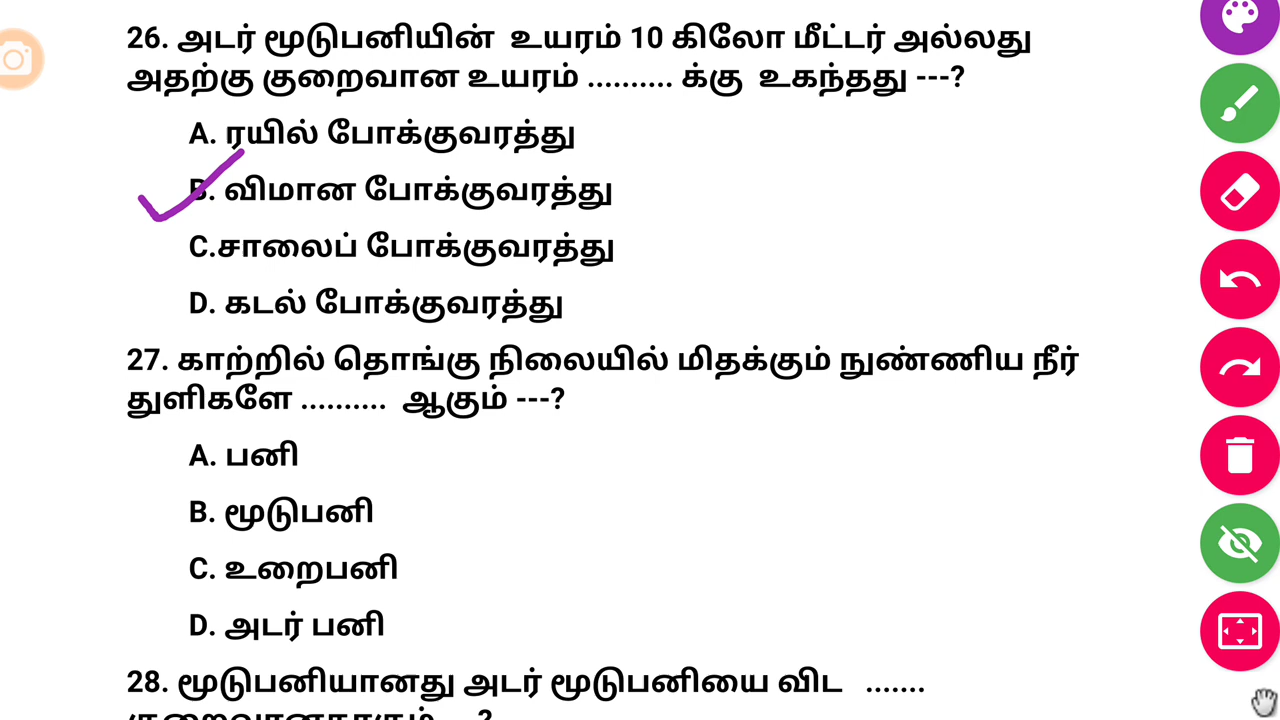 26. அடர் மூடுபனியின் உயரம் 10 கிலோ மீட்டர் அல்லது
அதற்கு குறைவான உயரம் .......... க்கு உகந்தது ---?
A. ரயில் போக்குவரத்து
B. விமான போக்குவரத்து
C.சாலைப் போக்குவரத்து
D. கடல் போக்குவரத்து
27. காற்றில் தொங்கு நிலையில் மிதக்கும் நுண்ணிய நீர்
துளிகளே .......... ஆகும் ---?
A. பனி
B. மூடுபனி
C. உறைபனி
D. அடர் பனி
28. மூடுபனியானது அடர் மூடுபனியை விட .......